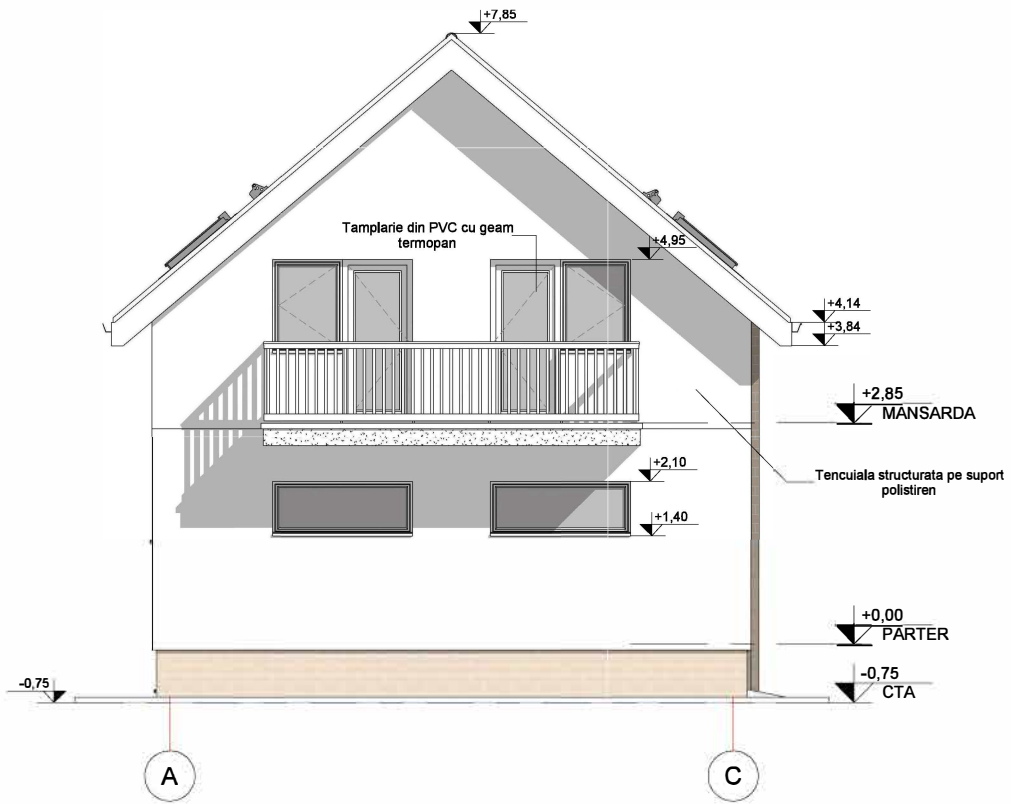 +7,85
Tamplarie din PVC cu geam
termopan
+4,95
+4,14
+3,84
+2,85
MANSARDA
+2,10
Tencuiala structurata pe suport
polistiren
+1,40
+0,00
PARTER
-0,75
-0,75
CTA
A
C